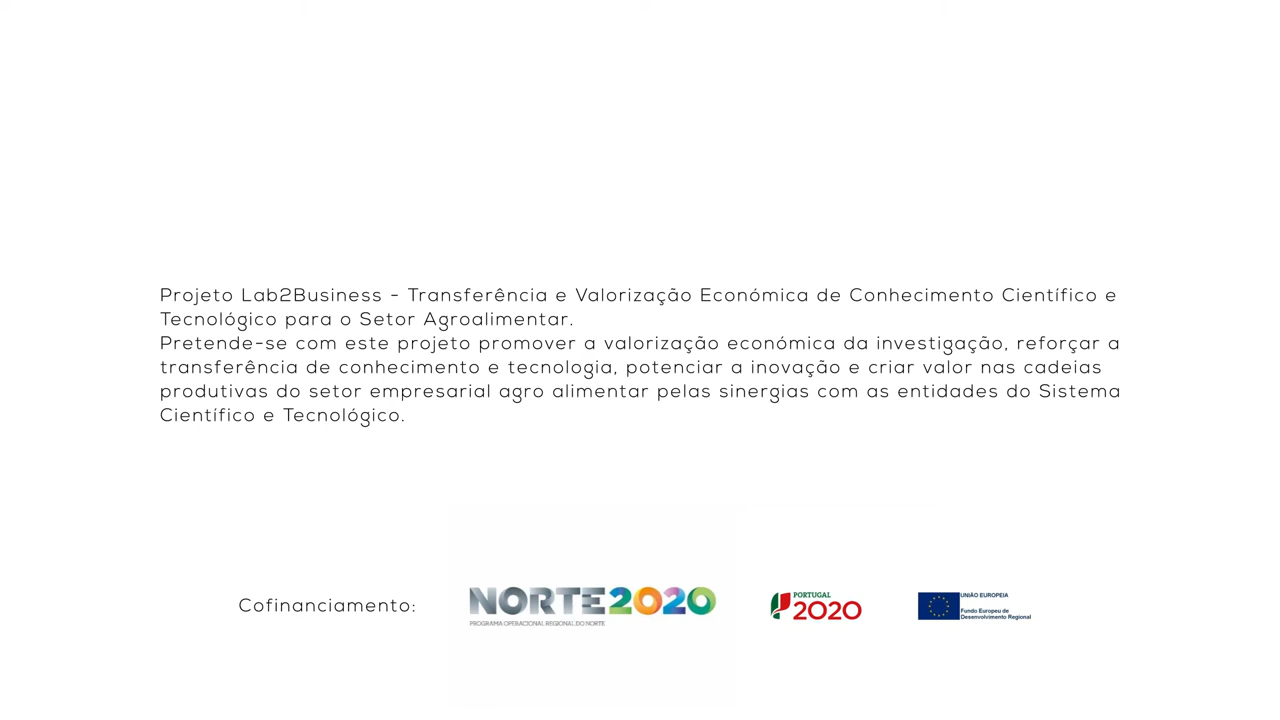 Projeto Lab2Business - Transferência e Valorização Económica de Conhecimento Científico e
Tecnológico para o Setor Agroalimentar.
Pretende-se com este projeto promover a valorização económica da investigação, reforçar a
transferência de conhecimento e tecnologia, potenciar a inovação e criar valor nas cadeias
produtivas do setor empresarial agro alimentar pelas sinergias com as entidades do Sistema
Científico e Tecnológico.
Cofinanciamento:
NORTE2020
PROGRAMA OPERACIONAL REGIONAL DO NORTE
PORTUGAL
2020
UNIÃO EUROPEIA
Fundo Europeu de
Desenvolvimento Regional